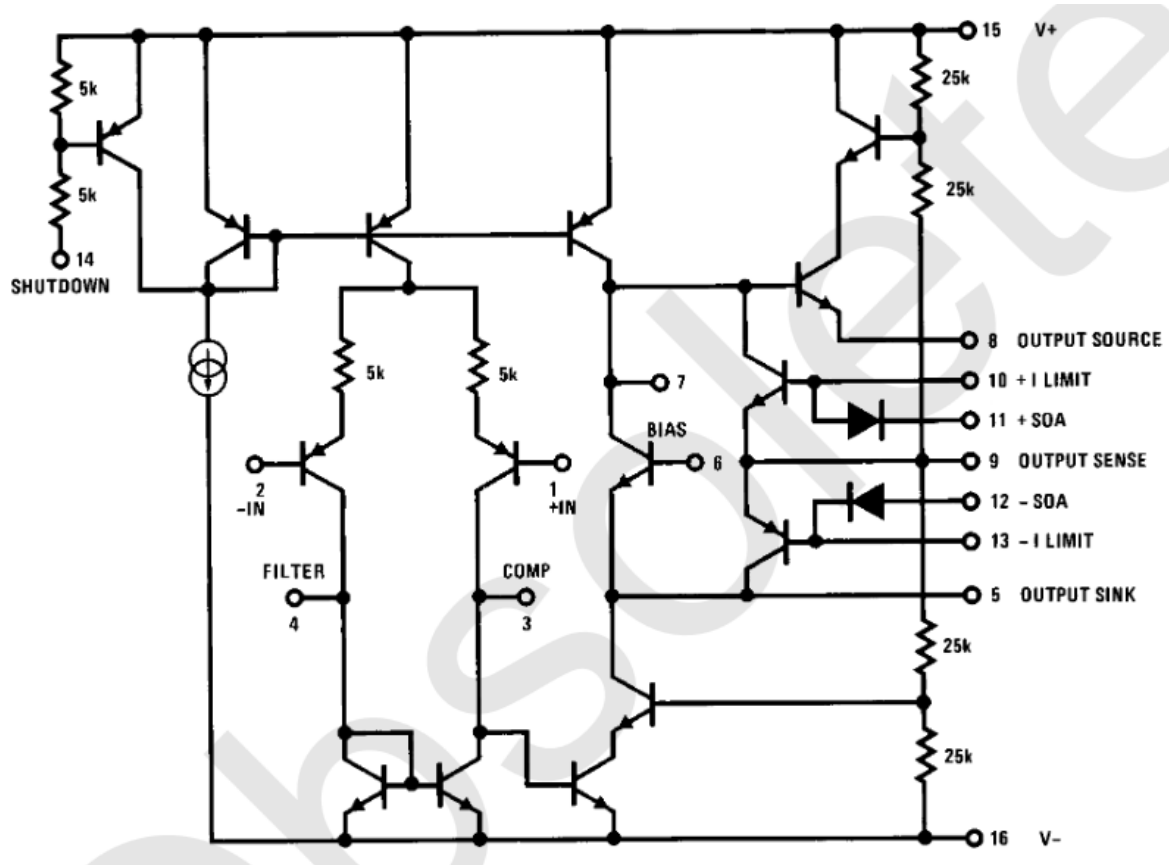 15 V+
5k
25k
5k
25k
14
SHUTDOWN
8 OUTPUT SOURCE
5k
5k
10 + I LIMIT
7
11 + SOA
BIAS
6
9 OUTPUT SENSE
2
-IN
1
+IN
12 - SOA
13 - I LIMIT
FILTER
4
COMP
3
5 OUTPUT SINK
25k
25k
16 V-
obsolete